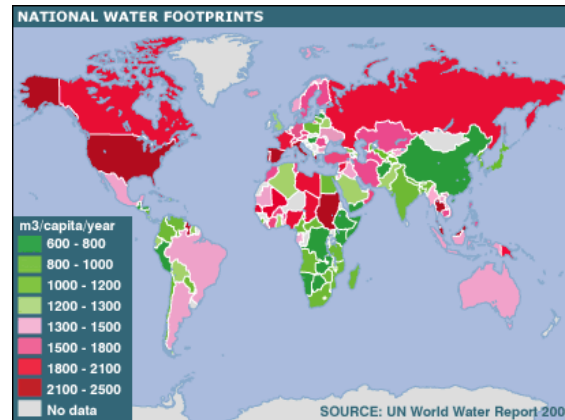 NATIONAL WATER FOOTPRINTS
m3/capita/year
600 - 800
800 - 1000
1000 - 1200
1200 - 1300
1300 - 1500
1500 - 1800
1800 - 2100
2100 - 2500
No data
SOURCE: UN World Water Report 200